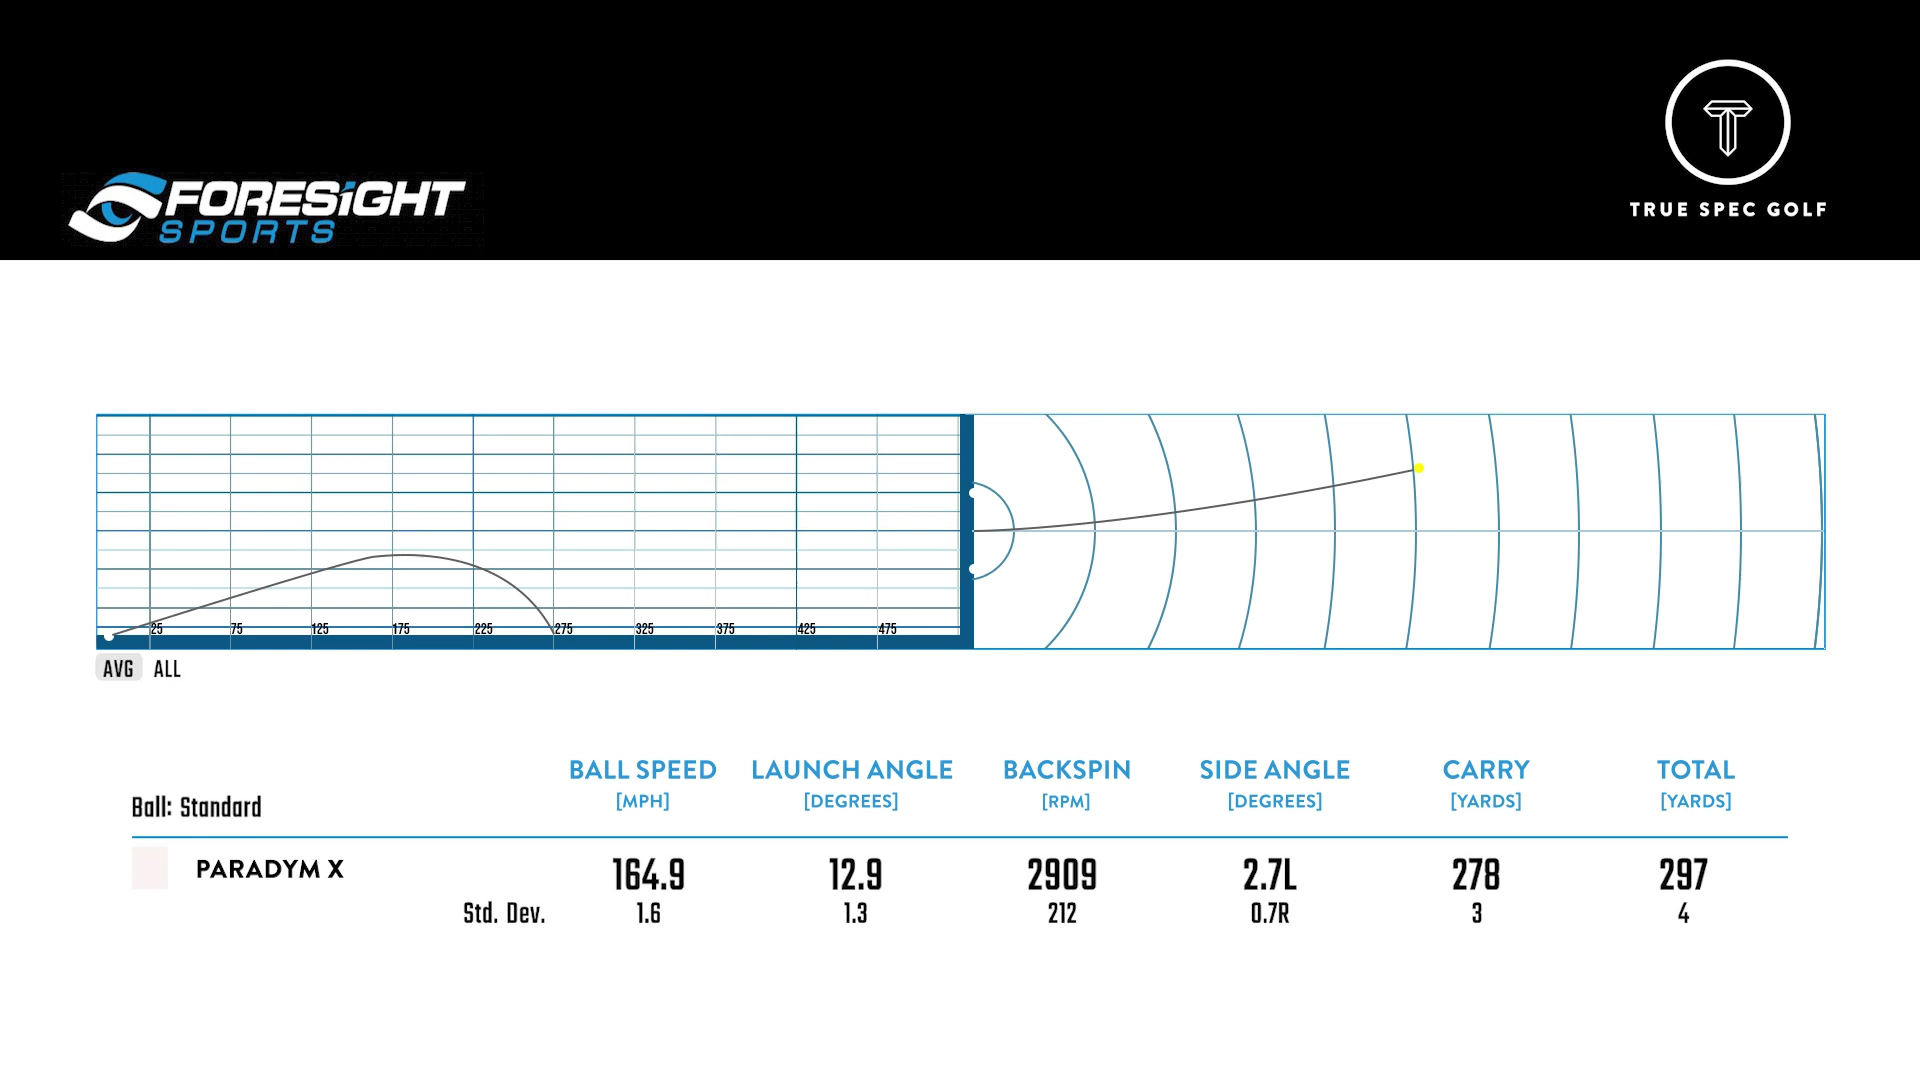 FORESIGHT
SPORTS
TRUE SPEC GOLF
25 75 125 175 225 275 325 375 425 475
AVG ALL
BALL SPEED LAUNCH ANGLE BACKSPIN SIDE ANGLE CARRY TOTAL
[MPH] [DEGREES] [RPM] [DEGREES] [YARDS] [YARDS]
Ball: Standard
PARADYM X 164.9 12.9 2909 2.7L 278 297
Std. Dev. 1.6 1.3 212 0.7R 3 4